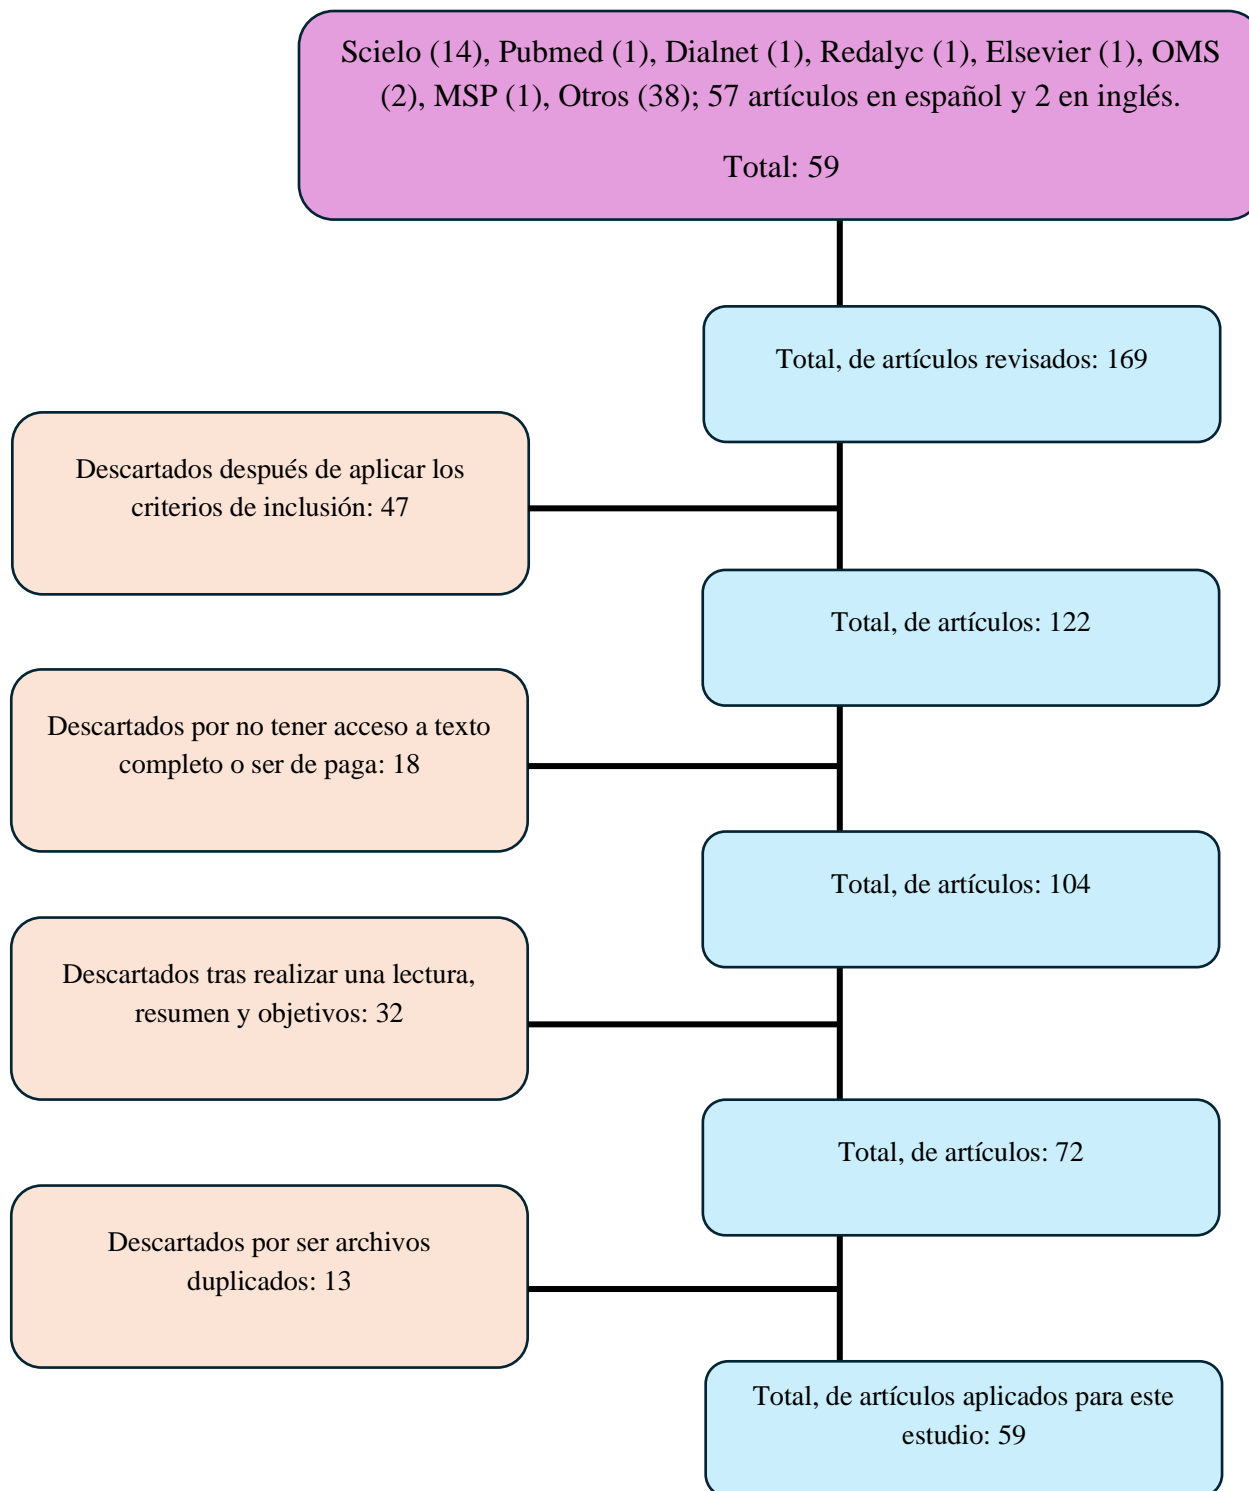 Scielo (14), Pubmed (1), Dialnet (1), Redalyc (1), Elsevier (1), OMS
(2), MSP (1), Otros (38); 57 artículos en español y 2 en inglés.
Total: 59
Total, de artículos revisados: 169
Descartados después de aplicar los
criterios de inclusión: 47
Total, de artículos: 122
Descartados por no tener acceso a texto
completo o ser de paga: 18
Total, de artículos: 104
Descartados tras realizar una lectura,
resumen y objetivos: 32
Total, de artículos: 72
Descartados por ser archivos
duplicados: 13
Total, de artículos aplicados para este
estudio: 59